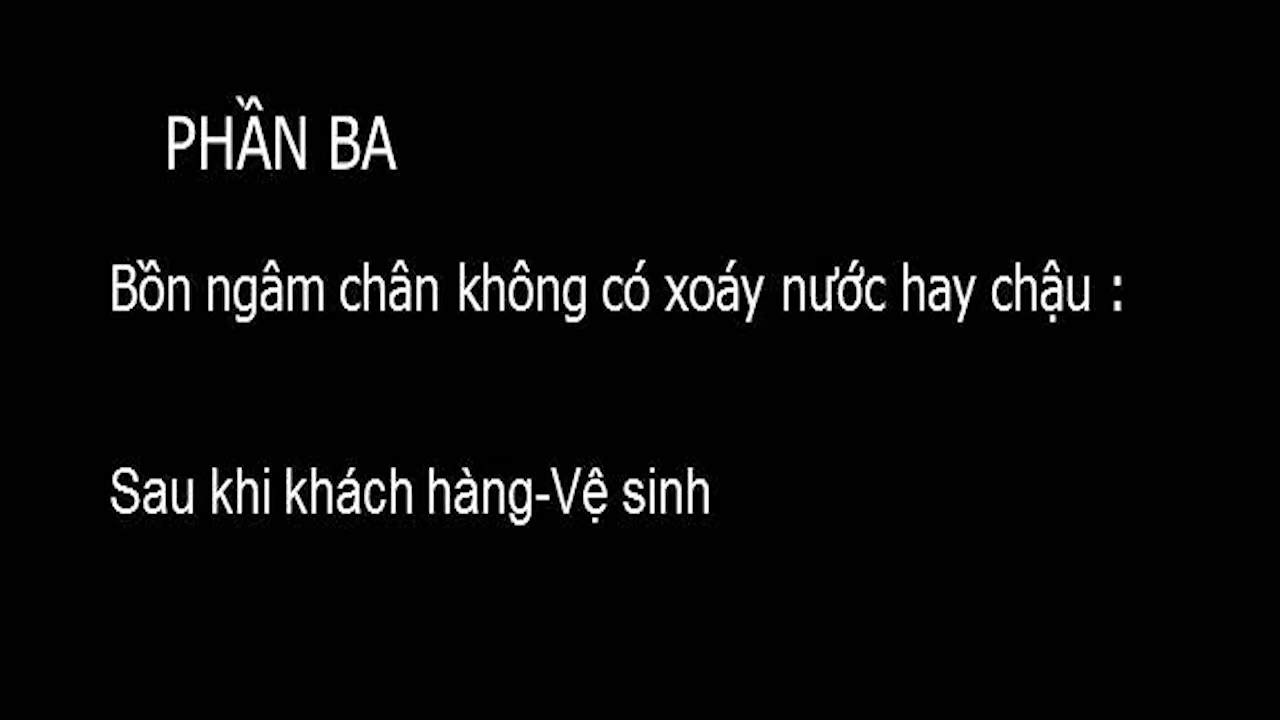 PHẦN BA
Bồn ngâm chân không có xoáy nước hay chậu :
Sau khi khách hàng-Vệ sinh